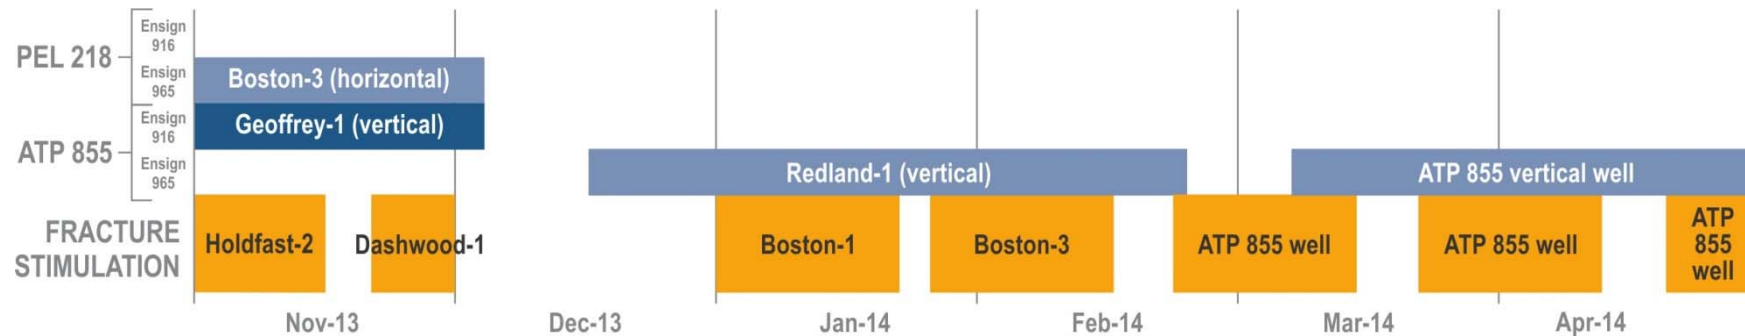 PEL 218
Ensign
916
Ensign
965
Boston-3 (horizontal)
ATP 855
Ensign
916
Geoffrey-1 (vertical)
Ensign
965
Redland-1 (vertical)
ATP 855 vertical well
FRACTURE
STIMULATION
Holdfast-2
Dashwood-1
Boston-1
Boston-3
ATP 855 well
ATP 855 well
ATP
855
well
Nov-13
Dec-13
Jan-14
Feb-14
Mar-14
Apr-14